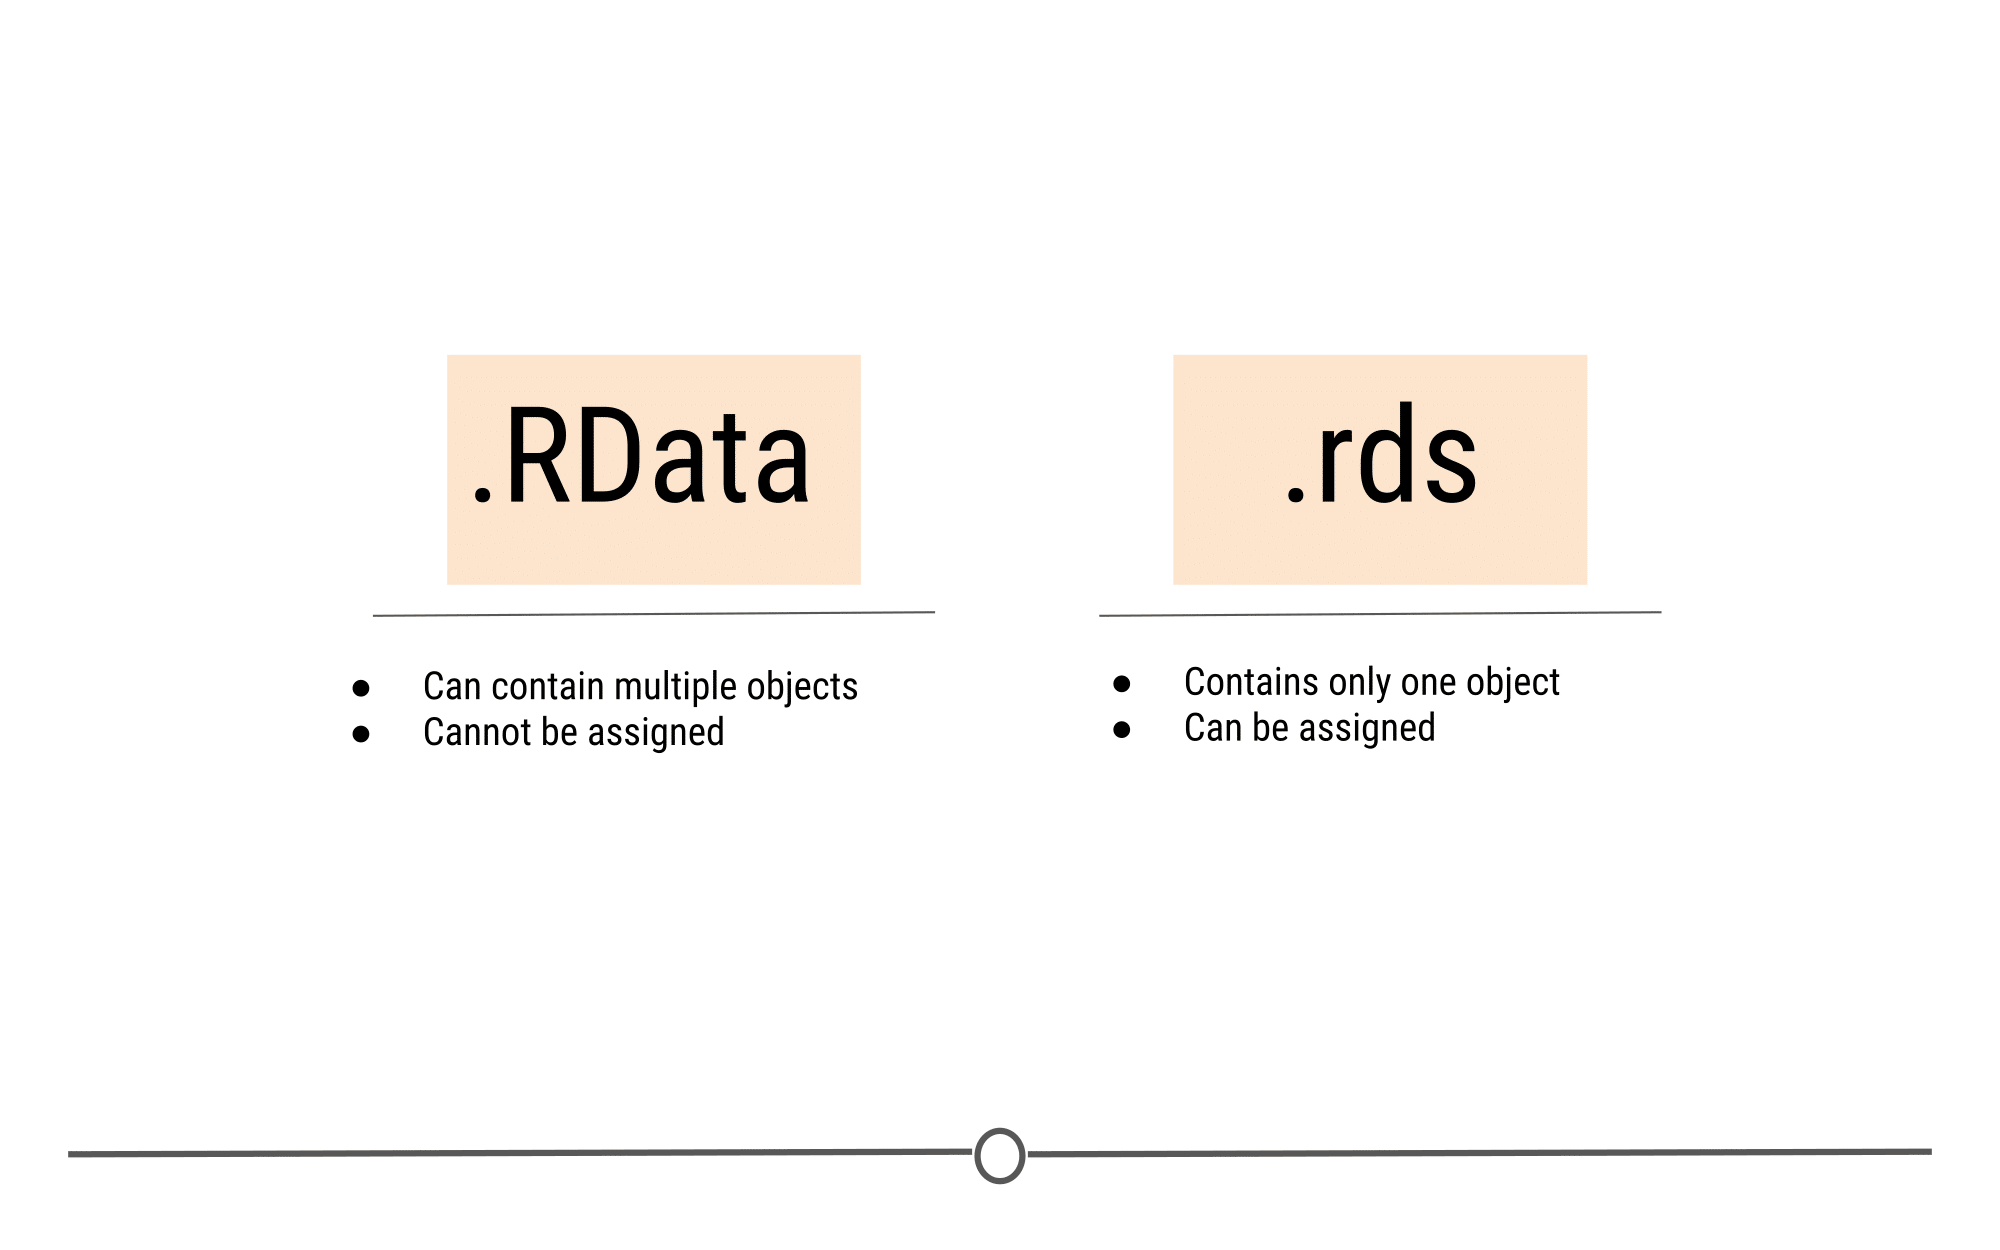 .RData
● Can contain multiple objects
● Cannot be assigned
.rds
● Contains only one object
● Can be assigned